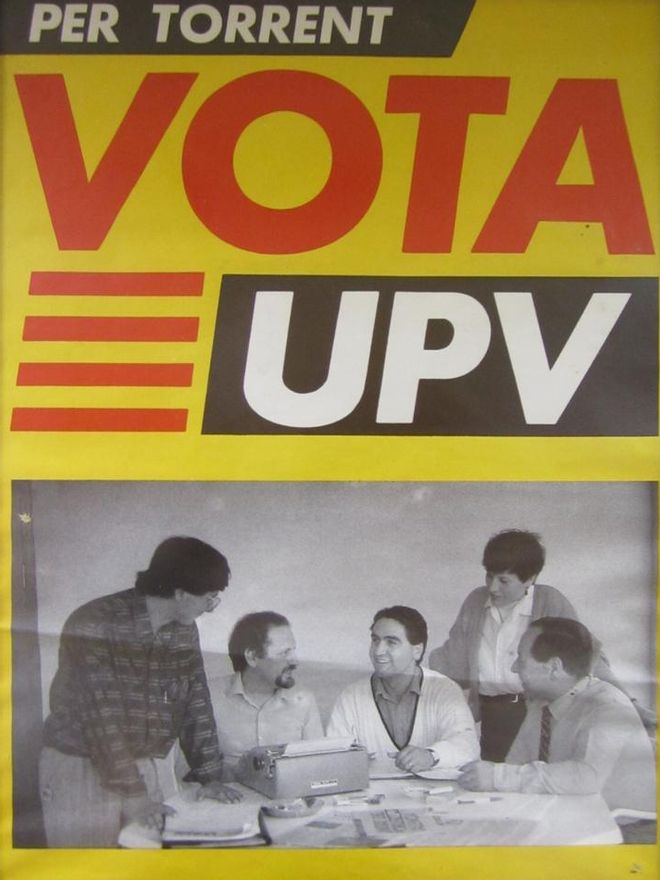 PER TORRENT
VOTA
UPV